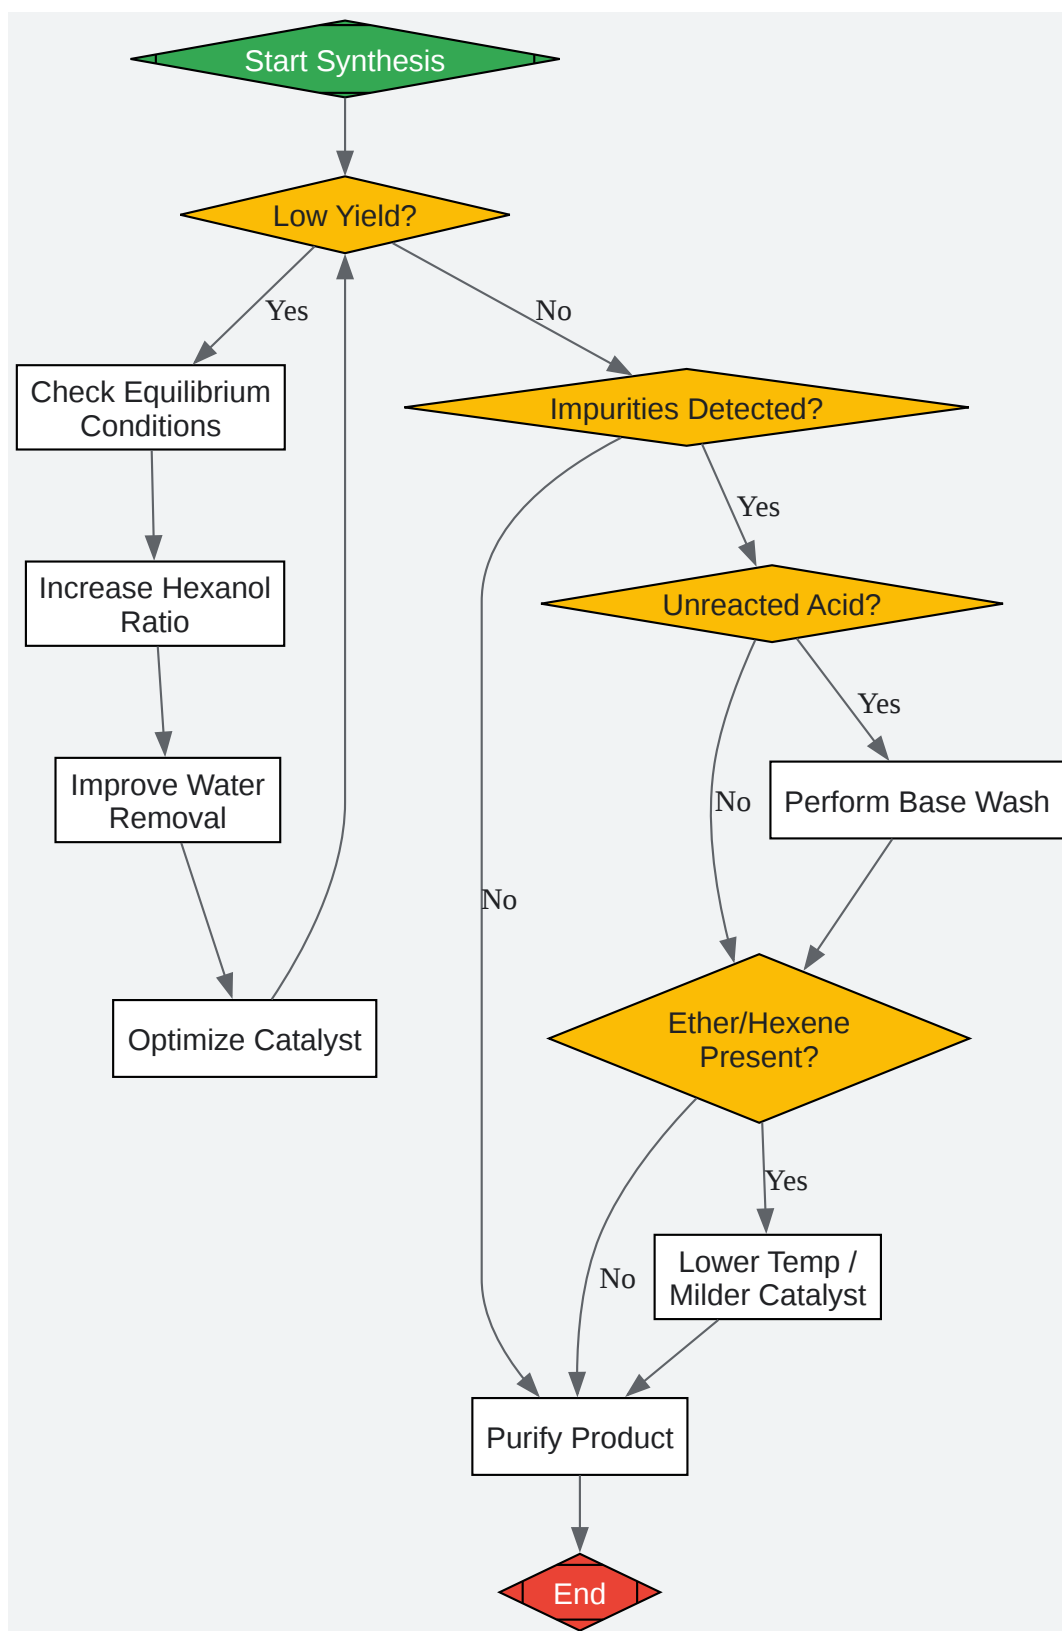 Start Synthesis
Low Yield?
Yes
No
Check Equilibrium
Conditions
Impurities Detected?
Yes
Increase Hexanol
Ratio
Unreacted Acid?
Yes
Improve Water
Removal
No
Perform Base Wash
No
Optimize Catalyst
Ether/Hexene
Present?
Yes
No
Lower Temp /
Milder Catalyst
Purify Product
End